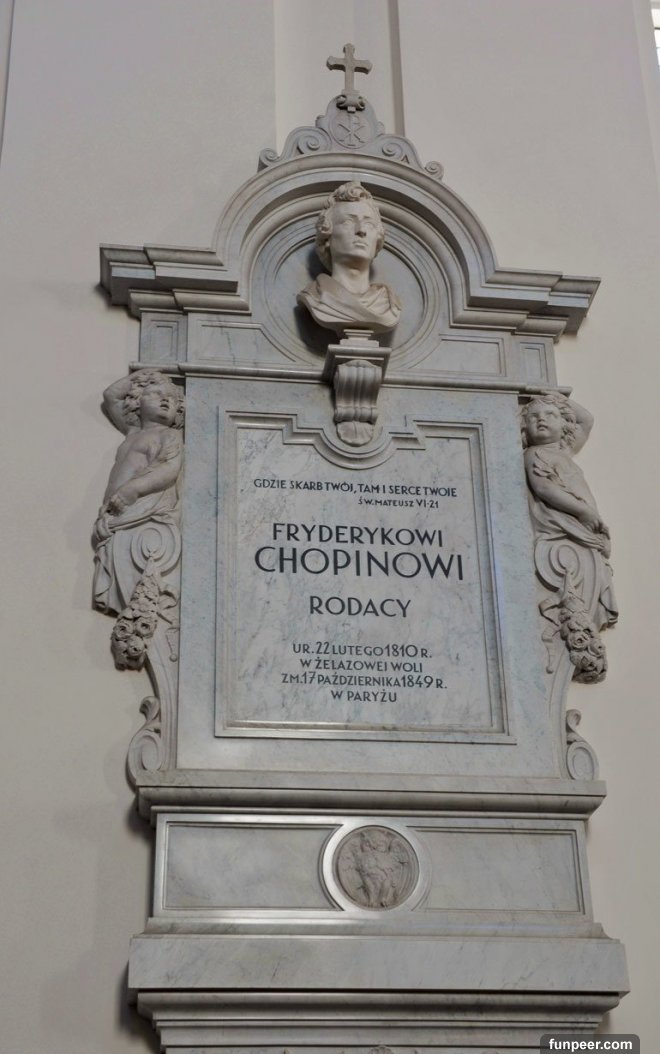 GDZIE SKARB TWÓJ, TAM I SERCE TWOJE
ŚW. MATEUSZ VI-21
FRYDERYKOWI
CHOPINOWI
RODACY
UR. 22 LUTEGO 1810 R.
W ŻELAZOWEJ WOLI
ZM. 17 PAŹDZIERNIKA 1849 R.
W PARYŻU
funpeer.com